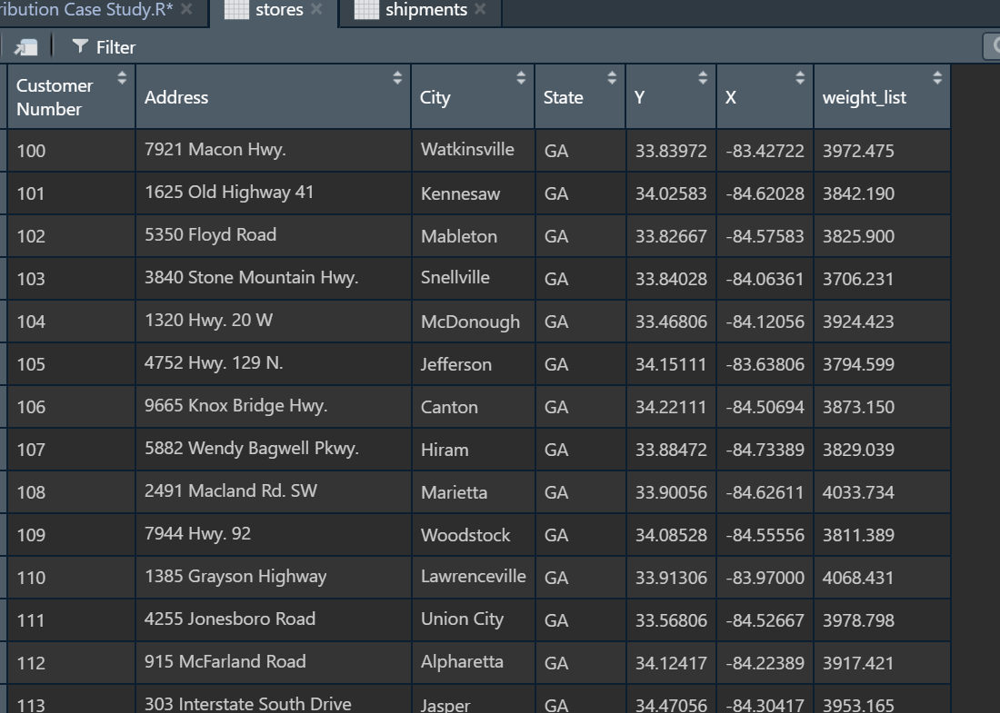 ribution Case Study.R* stores shipments
Filter
Customer Number Address City State Y X weight_list
100 7921 Macon Hwy. Watkinsville GA 33.83972 -83.42722 3972.475
101 1625 Old Highway 41 Kennesaw GA 34.02583 -84.62028 3842.190
102 5350 Floyd Road Mableton GA 33.82667 -84.57583 3825.900
103 3840 Stone Mountain Hwy. Snellville GA 33.84028 -84.06361 3706.231
104 1320 Hwy. 20 W McDonough GA 33.46806 -84.12056 3924.423
105 4752 Hwy. 129 N. Jefferson GA 34.15111 -83.63806 3794.599
106 9665 Knox Bridge Hwy. Canton GA 34.22111 -84.50694 3873.150
107 5882 Wendy Bagwell Pkwy. Hiram GA 33.88472 -84.73389 3829.039
108 2491 Macland Rd. SW Marietta GA 33.90056 -84.62611 4033.734
109 7944 Hwy. 92 Woodstock GA 34.08528 -84.55556 3811.389
110 1385 Grayson Highway Lawrenceville GA 33.91306 -83.97000 4068.431
111 4255 Jonesboro Road Union City GA 33.56806 -84.52667 3978.798
112 915 McFarland Road Alpharetta GA 34.12417 -84.22389 3917.421
113 303 Interstate South Drive Jasper GA 34.47056 -84.30417 3953.165